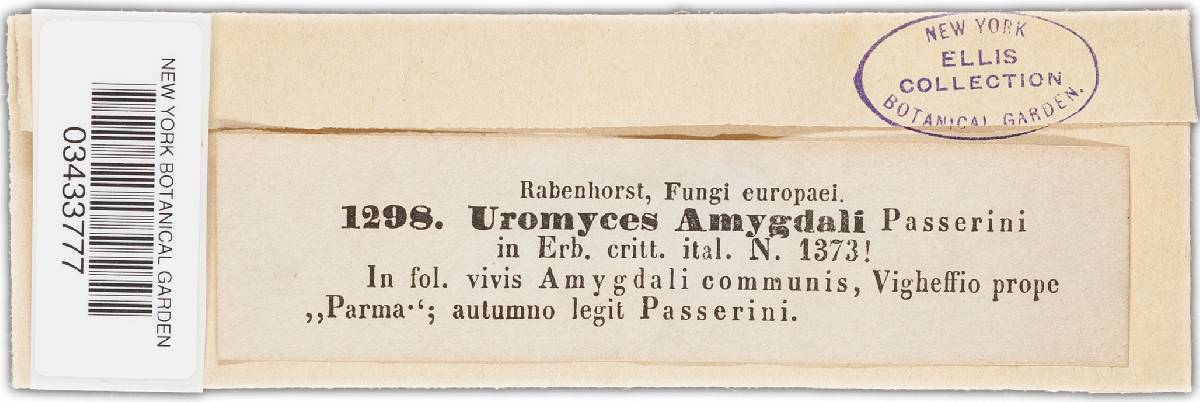 NEW YORK
ELLIS
COLLECTION
BOTANICAL GARDEN.
NEW YORK BOTANICAL GARDEN
03433777
Rabenhorst, Fungi europaei.
1298. Uromyces Amygdali Passerini
in Erb. critt. ital. N. 1373!
In fol. vivis Amygdali communis, Vigheffio prope
„Parma“; autumno legit Passerini.